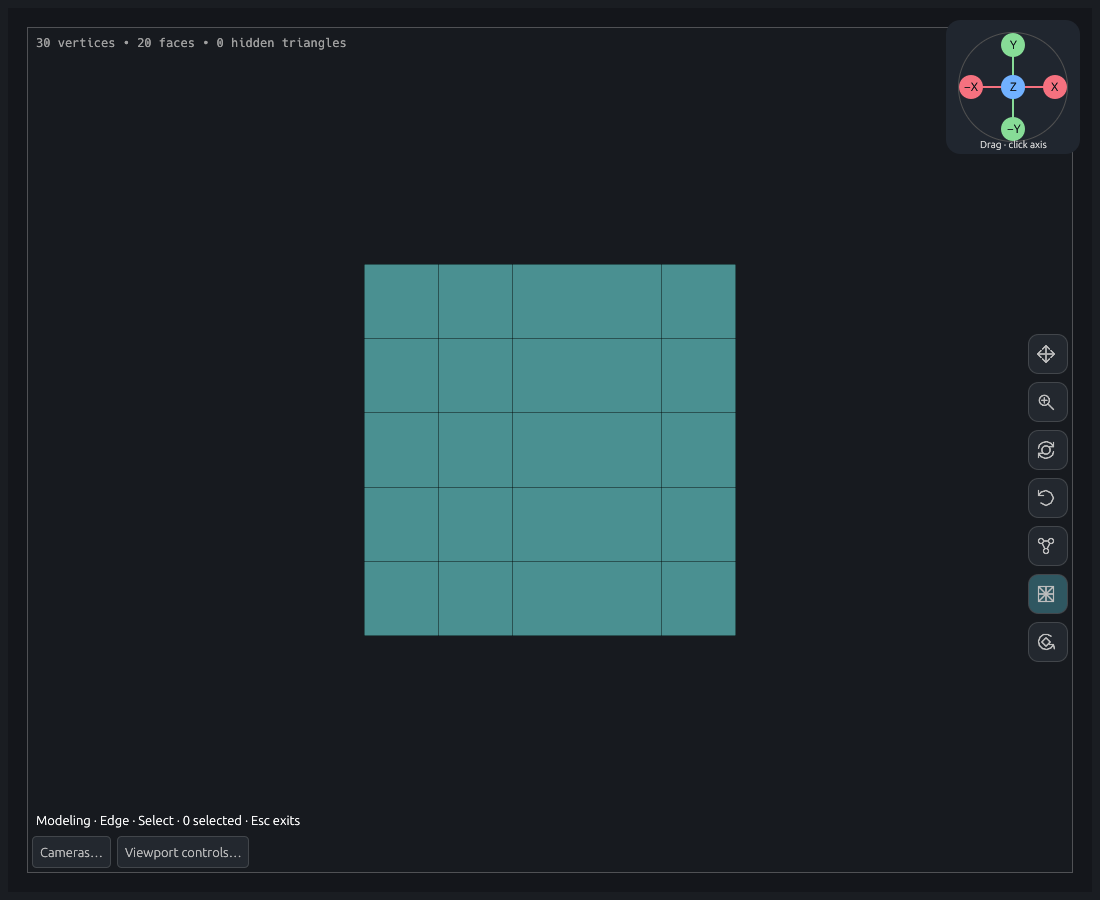 30 vertices • 20 faces • 0 hidden triangles
Y
−X
Z
X
−Y
Drag · click axis
Modeling · Edge · Select · 0 selected · Esc exits
Cameras…
Viewport controls…